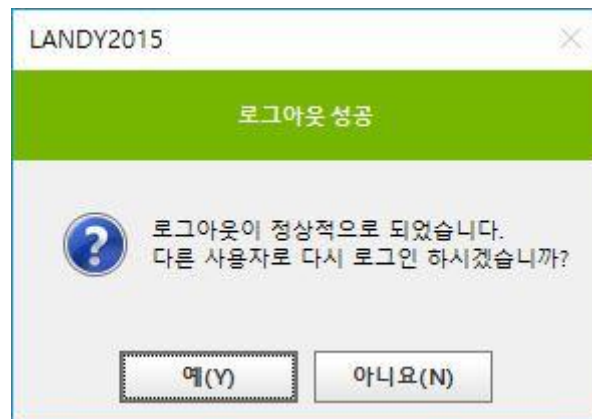 LANDY2015
로그아웃 성공
로그아웃이 정상적으로 되었습니다.
다른 사용자로 다시 로그인 하시겠습니까?
예(Y)
아니요(N)